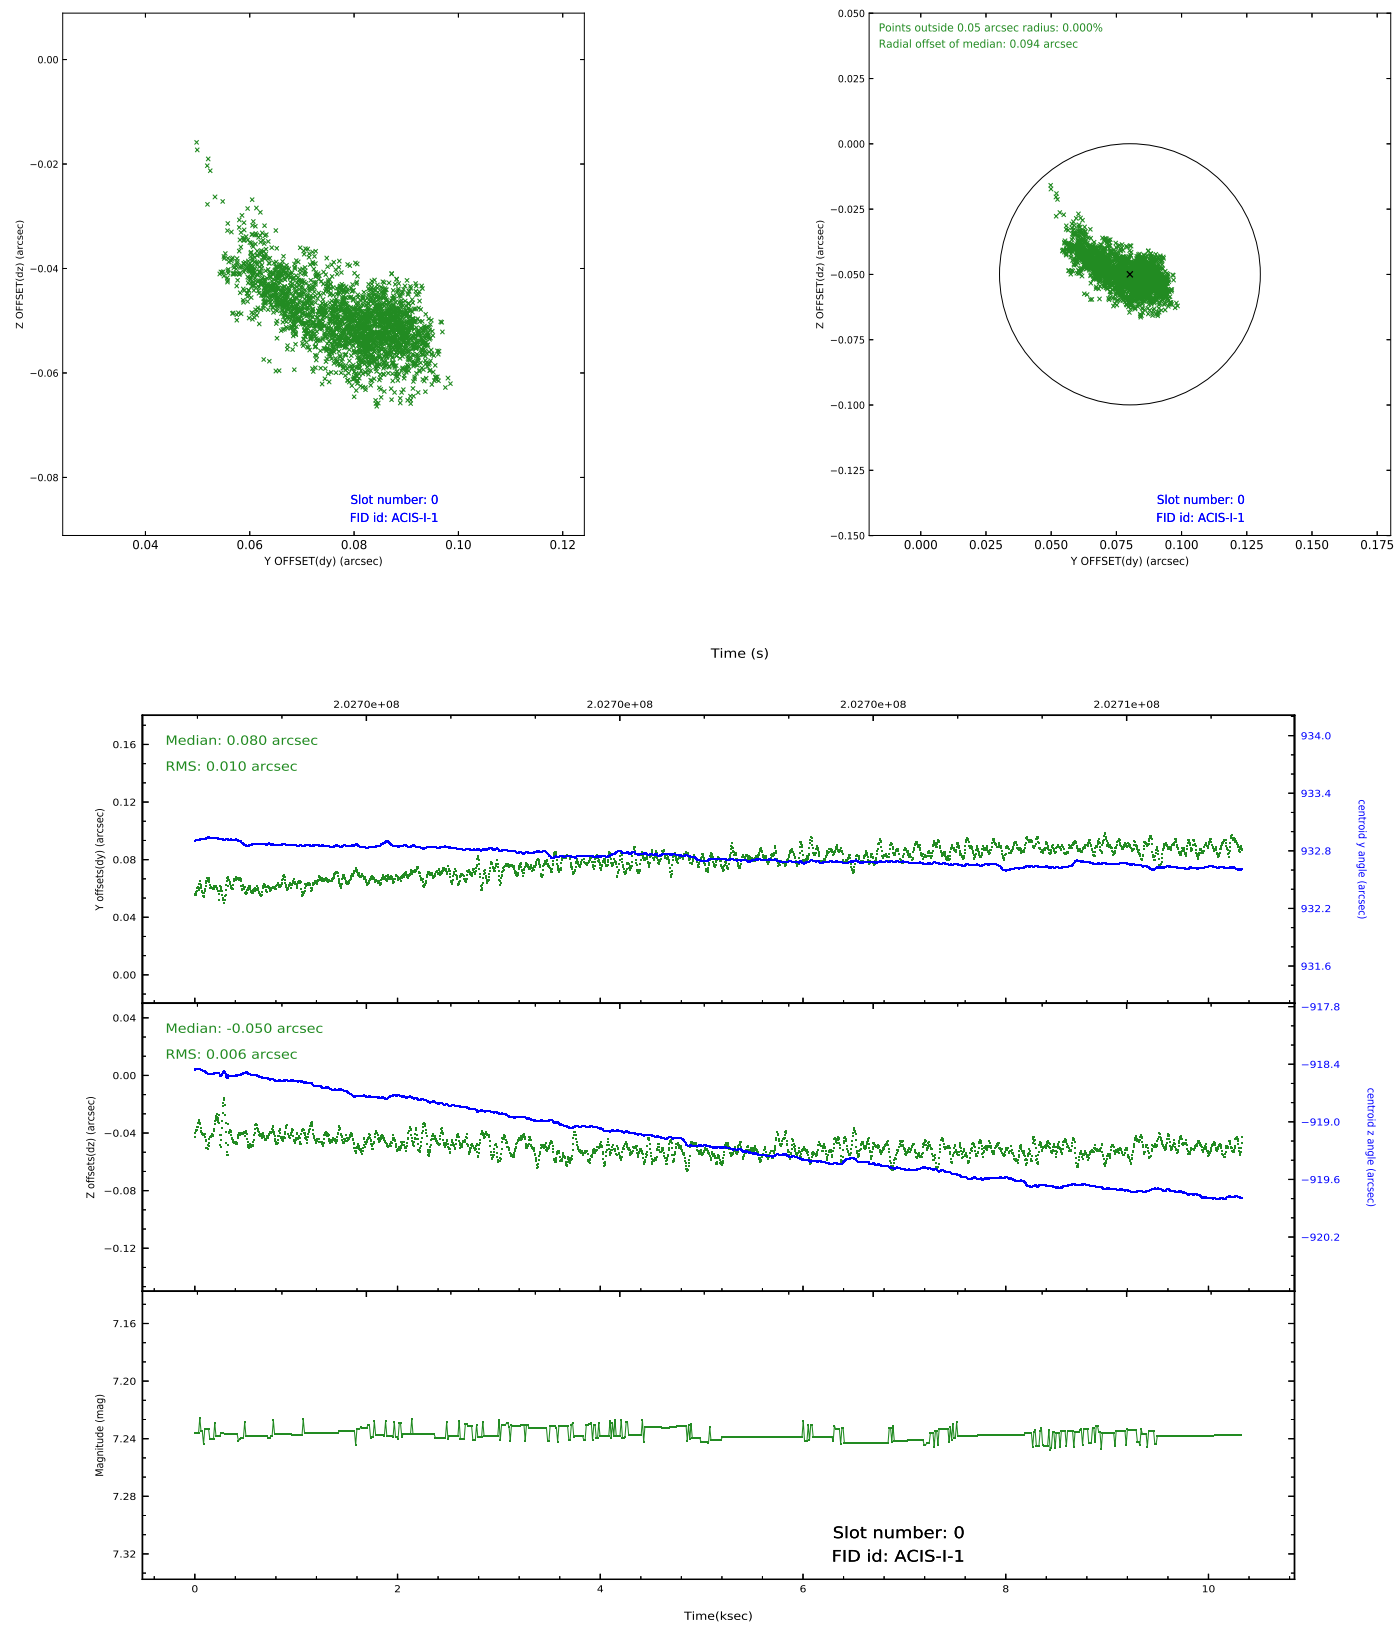 0.00
−0.02
−0.04
−0.06
−0.08
Z OFFSET(dz) (arcsec)
0.04
0.06
0.08
0.10
0.12
Y OFFSET(dy) (arcsec)
Slot number: 0
FID id: ACIS-I-1
Points outside 0.05 arcsec radius: 0.000%
Radial offset of median: 0.094 arcsec
0.050
0.025
0.000
−0.025
−0.050
−0.075
−0.100
−0.125
−0.150
Z OFFSET(dz) (arcsec)
0.000
0.025
0.050
0.075
0.100
0.125
0.150
0.175
Y OFFSET(dy) (arcsec)
Slot number: 0
FID id: ACIS-I-1
Time (s)
2.0270e+08
2.0270e+08
2.0270e+08
2.0271e+08
Median: 0.080 arcsec
RMS: 0.010 arcsec
0.16
0.12
0.08
0.04
0.00
Y offsets(dy) (arcsec)
934.0
933.4
932.8
932.2
931.6
centroid y angle (arcsec)
Median: -0.050 arcsec
RMS: 0.006 arcsec
0.04
0.00
−0.04
−0.08
−0.12
Z offsets(dz) (arcsec)
−917.8
−918.4
−919.0
−919.6
−920.2
centroid z angle (arcsec)
7.16
7.20
7.24
7.28
7.32
Magnitude (mag)
Slot number: 0
FID id: ACIS-I-1
0
2
4
6
8
10
Time(ksec)